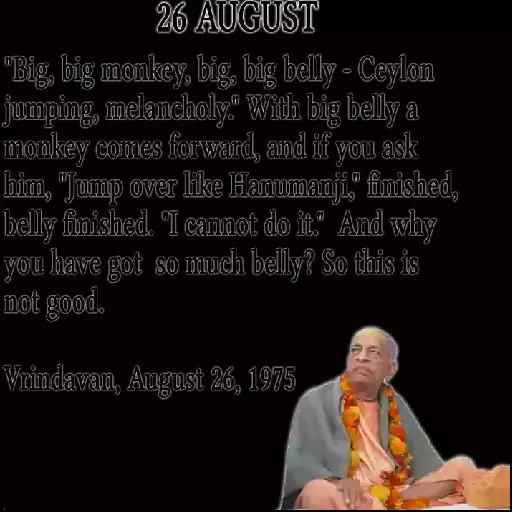 26 AUGUST
"Big, big monkey, big, big belly - Ceylon
jumping, melancholy." With big belly a
monkey comes forward, and if you ask
him, "Jump over like Hanumanji," finished,
belly finished. "I cannot do it." And why
you have got so much belly? So this is
not good.
Vrindavan, August 26, 1975